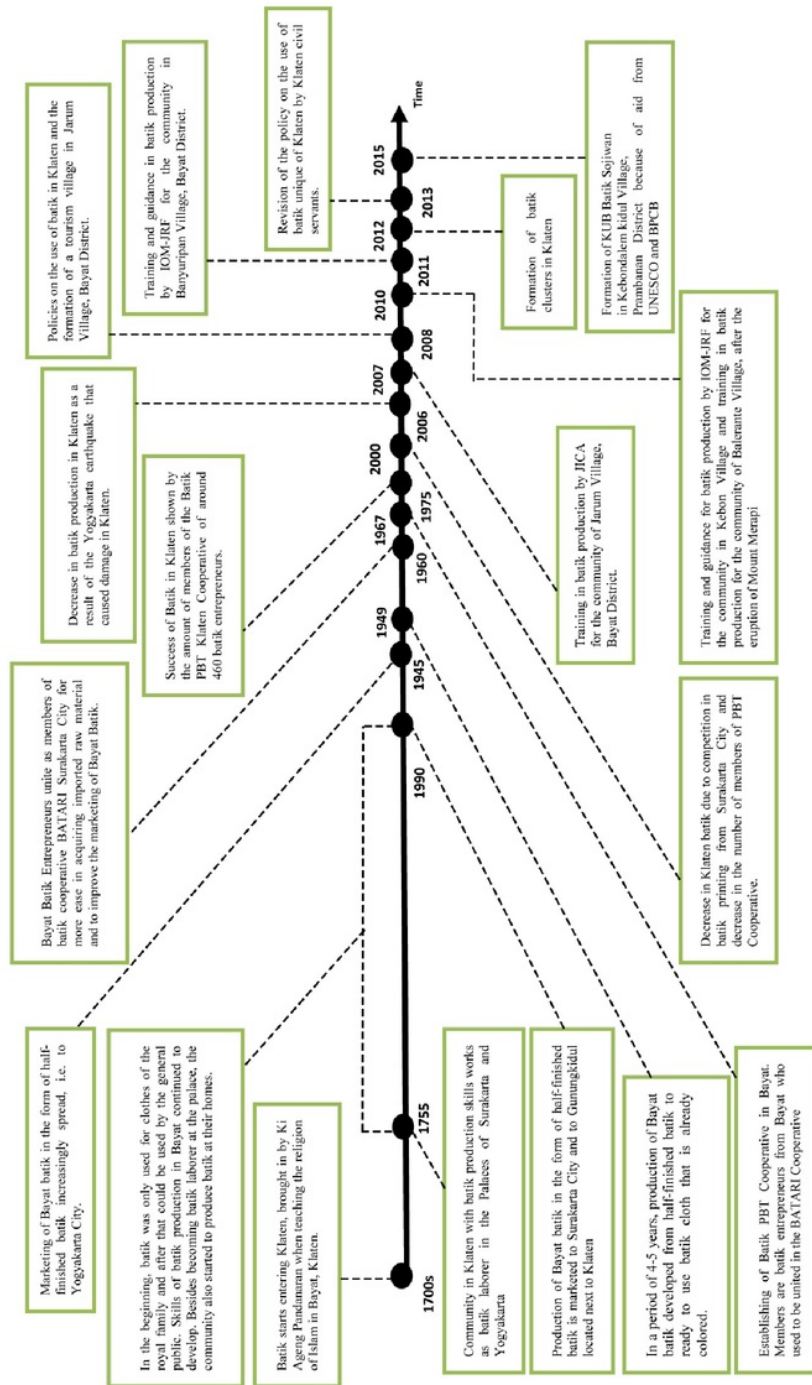 Marketing of Bayat batik in the form of half-
finished batik increasingly spread, i.e. to
Yogyakarta City.
In the beginning, batik was only used for clothes of the
royal family and after that could be used by the general
public. Skills of batik production in Bayat continued to
develop. Besides becoming batik laborer at the palace, the
community also started to produce batik at their homes.
Batik starts entering Klaten, brought in by Ki
Ageng Pandanaran when teaching the religion
of Islam in Bayat, Klaten.
Bayat Batik Entrepreneurs unite as members of
batik cooperative BATARI Surakarta City for
more ease in acquiring imported raw material
and to improve the marketing of Bayat Batik.
Success of Batik in Klaten shown by
the amount of members of the Batik
PBT Klaten Cooperative of around
460 batik entrepreneurs.
Decrease in batik production in Klaten as a
result of the Yogyakarta earthquake that
caused damage in Klaten.
Policies on the use of batik in Klaten and the
formation of a tourism village in Jarum
Village, Bayat District.
Training and guidance in batik production
by IOM-JRF for the community in
Banyuripan Village, Bayat District.
Revision of the policy on the use of
batik unique of Klaten by Klaten civil
servants.
1700s
1755
1990
1945
1949
1960
1967
1975
2000
2006
2007
2008
2010
2011
2012
2013
2015
Time
Community in Klaten with batik production skills works
as batik laborer in the Palaces of Surakarta and
Yogyakarta
Production of Bayat batik in the form of half-finished
batik is marketed to Surakarta City and to Gunungkidul
located next to Klaten
In a period of 4-5 years, production of Bayat
batik developed from half-finished batik to
ready to use batik cloth that is already
colored.
Establishing of Batik PBT Cooperative in Bayat.
Members are batik entrepreneurs from Bayat who
used to be united in the BATARI Cooperative
Decrease in Klaten batik due to competition in
batik printing from Surakarta City and
decrease in the number of members of PBT
Cooperative.
Training in batik production by JICA
for the community of Jarum Village,
Bayat District.
Training and guidance for batik production by IOM-JRF for
the community in Kebon Village and training in batik
production for the community of Balerante Village, after the
eruption of Mount Merapi
Formation of batik
clusters in Klaten
Formation of KUB Batik Sojiwan
in Kebondalem kidul Village,
Prambanan District because of aid from
UNESCO and BPCB